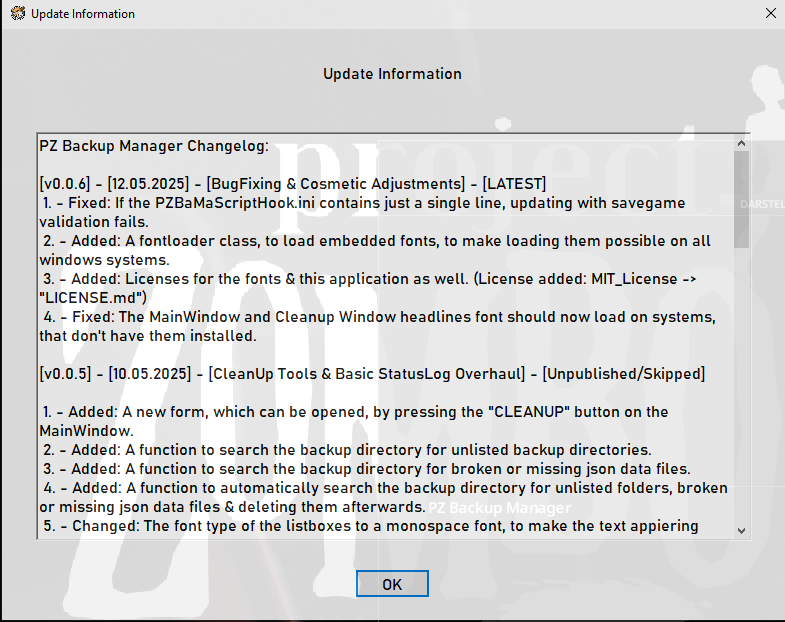 Update Information
Update Information
PZ Backup Manager Changelog:
[v0.0.6] - [12.05.2025] - [BugFixing & Cosmetic Adjustments] - [LATEST]
1. - Fixed: If the PZBaMaScriptHook.ini contains just a single line, updating with savegame
validation fails.
2. - Added: A fontloader class, to load embedded fonts, to make loading them possible on all
windows systems.
3. - Added: Licenses for the fonts & this application as well. (License added: MIT_License ->
"LICENSE.md")
4. - Fixed: The MainWindow and Cleanup Window headlines font should now load on systems,
that don't have them installed.
[v0.0.5] - [10.05.2025] - [CleanUp Tools & Basic StatusLog Overhaul] - [Unpublished/Skipped]
1. - Added: A new form, which can be opened, by pressing the "CLEANUP" button on the
MainWindow.
2. - Added: A function to search the backup directory for unlisted backup directories.
3. - Added: A function to search the backup directory for broken or missing json data files.
4. - Added: A function to automatically search the backup directory for unlisted folders, broken
or missing json data files & deleting them afterwards.
5. - Changed: The font type of the listboxes to a monospace font, to make the text appiering
project
ZOMBO
DARSTEL
PZ Backup Manager
OK